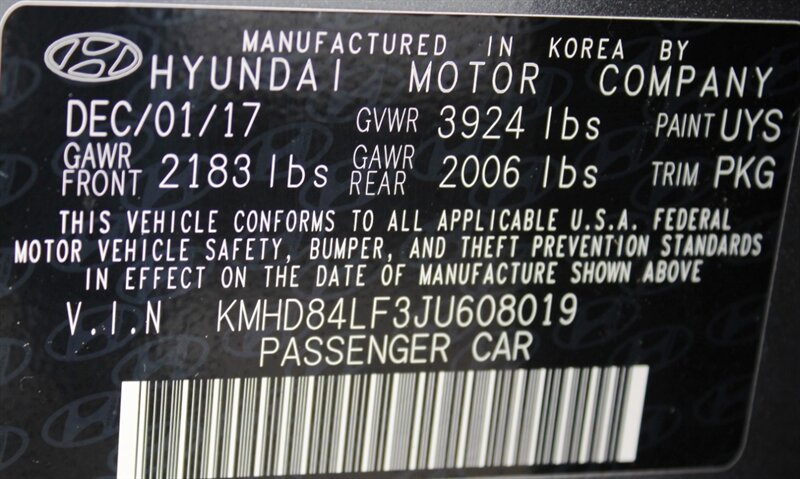 MANUFACTURED IN KOREA BY
HYUNDAI MOTOR COMPANY
DEC/01/17 GVWR 3924 lbs PAINT UYS
GAWR FRONT 2183 lbs GAWR REAR 2006 lbs TRIM PKG
THIS VEHICLE CONFORMS TO ALL APPLICABLE U.S.A. FEDERAL
MOTOR VEHICLE SAFETY, BUMPER, AND THEFT PREVENTION STANDARDS
IN EFFECT ON THE DATE OF MANUFACTURE SHOWN ABOVE
V.I.N KMHD84LF3JU608019
PASSENGER CAR